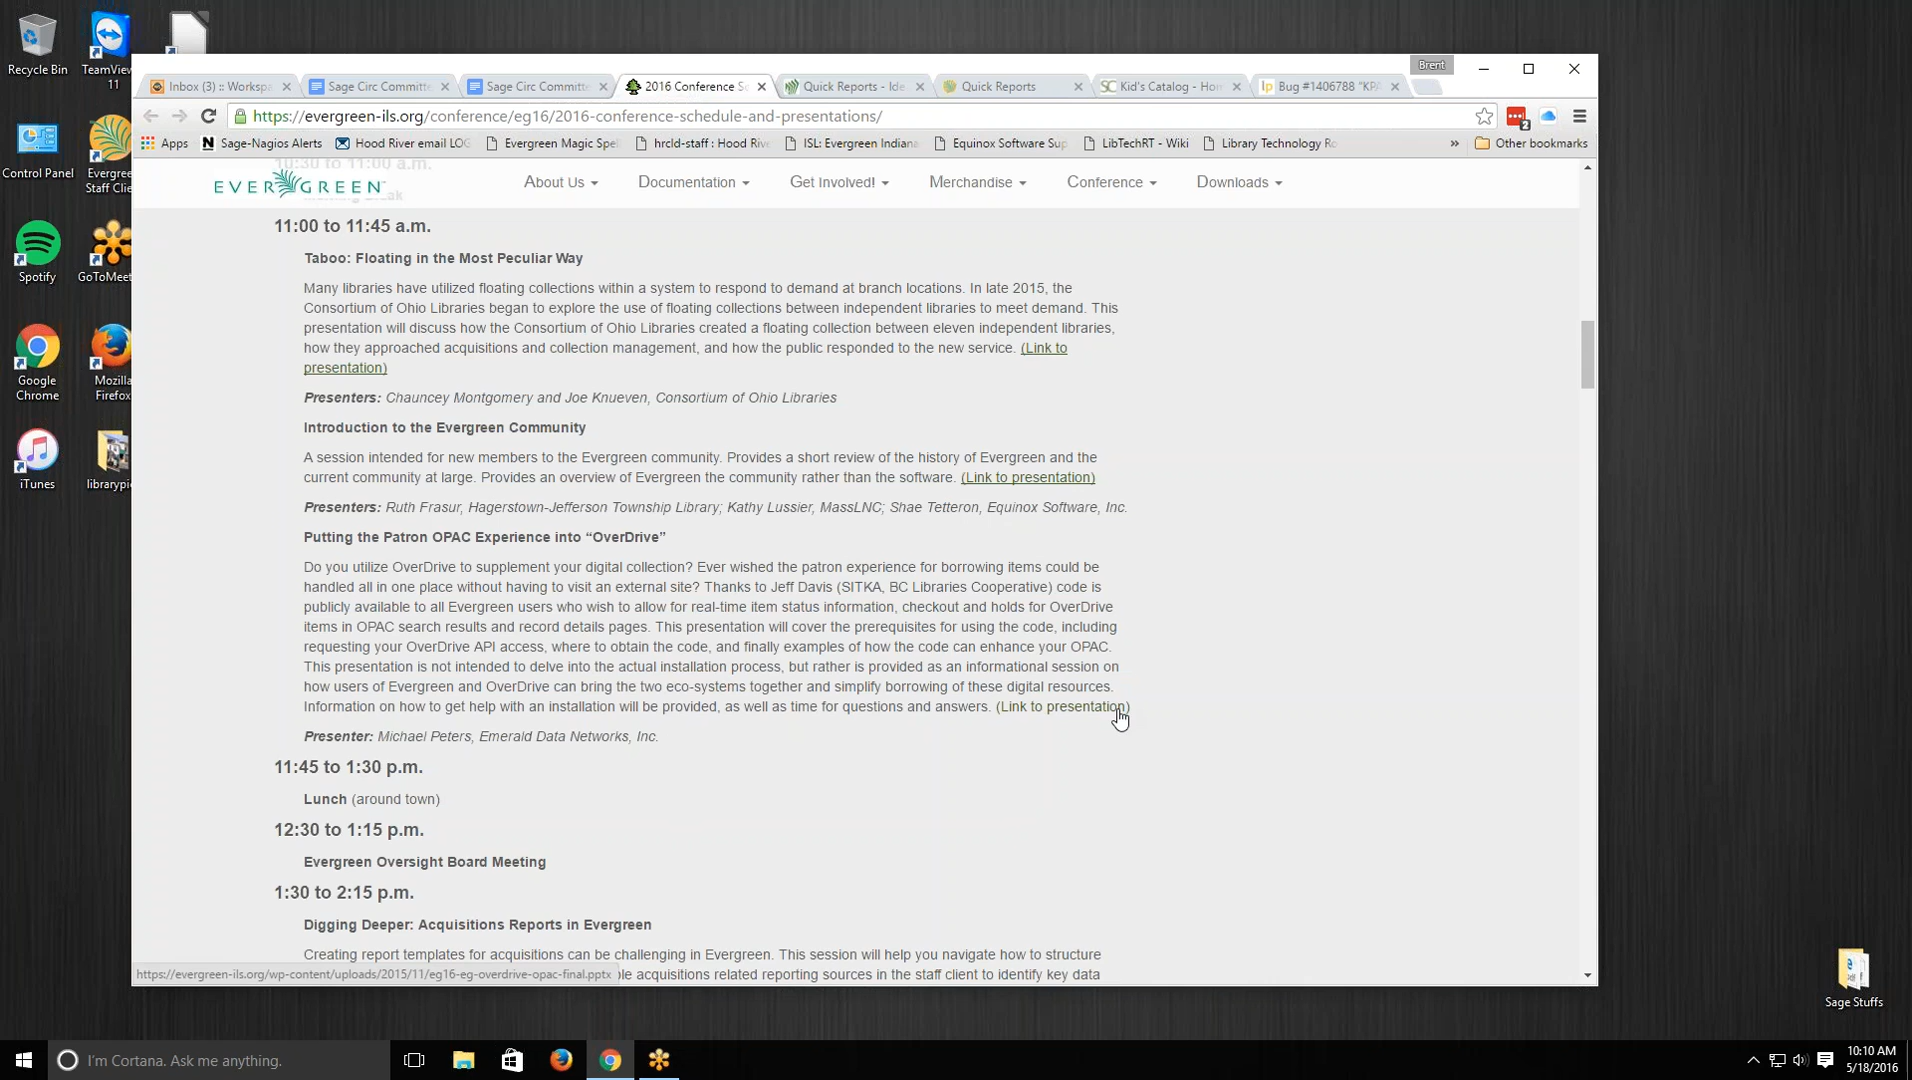 Recycle Bin
TeamView
11
Control Panel
Evergree
Staff Clie
Spotify
GoToMeet
Google
Chrome
Mozilla
Firefox
iTunes
librarypi
Brent
Inbox (3) :: Workspa
Sage Circ Committe
Sage Circ Committe
2016 Conference Sc
Quick Reports - Ide
Quick Reports
Kid's Catalog - Hom
Bug #1406788 "KPA
https://evergreen-ils.org/conference/eg16/2016-conference-schedule-and-presentations/
2
Apps
Sage-Nagios Alerts
Hood River email LOG
Evergreen Magic Spel
hrcld-staff : Hood Riv
ISL: Evergreen Indiana
Equinox Software Sup
LibTechRT - Wiki
Library Technology Ro
»
Other bookmarks
10:30 to 11:00 a.m.
EVERGREEN
About Us
Documentation
Get Involved!
Merchandise
Conference
Downloads
11:00 to 11:45 a.m.
Taboo: Floating in the Most Peculiar Way
Many libraries have utilized floating collections within a system to respond to demand at branch locations. In late 2015, the
Consortium of Ohio Libraries began to explore the use of floating collections between independent libraries to meet demand. This
presentation will discuss how the Consortium of Ohio Libraries created a floating collection between eleven independent libraries,
how they approached acquisitions and collection management, and how the public responded to the new service. (Link to
presentation)
Presenters: Chauncey Montgomery and Joe Knueven, Consortium of Ohio Libraries
Introduction to the Evergreen Community
A session intended for new members to the Evergreen community. Provides a short review of the history of Evergreen and the
current community at large. Provides an overview of Evergreen the community rather than the software. (Link to presentation)
Presenters: Ruth Frasur, Hagerstown-Jefferson Township Library; Kathy Lussier, MassLNC; Shae Tetteron, Equinox Software, Inc.
Putting the Patron OPAC Experience into “OverDrive”
Do you utilize OverDrive to supplement your digital collection? Ever wished the patron experience for borrowing items could be
handled all in one place without having to visit an external site? Thanks to Jeff Davis (SITKA, BC Libraries Cooperative) code is
publicly available to all Evergreen users who wish to allow for real-time item status information, checkout and holds for OverDrive
items in OPAC search results and record details pages. This presentation will cover the prerequisites for using the code, including
requesting your OverDrive API access, where to obtain the code, and finally examples of how the code can enhance your OPAC.
This presentation is not intended to delve into the actual installation process, but rather is provided as an informational session on
how users of Evergreen and OverDrive can bring the two eco-systems together and simplify borrowing of these digital resources.
Information on how to get help with an installation will be provided, as well as time for questions and answers. (Link to presentation)
Presenter: Michael Peters, Emerald Data Networks, Inc.
11:45 to 1:30 p.m.
Lunch (around town)
12:30 to 1:15 p.m.
Evergreen Oversight Board Meeting
1:30 to 2:15 p.m.
Digging Deeper: Acquisitions Reports in Evergreen
Creating report templates for acquisitions can be challenging in Evergreen. This session will help you navigate how to structure
https://evergreen-ils.org/wp-content/uploads/2015/11/eg16-eg-overdrive-opac-final.pptx
ble acquisitions related reporting sources in the staff client to identify key data
Sage Stuffs
I'm Cortana. Ask me anything.
10:10 AM
5/18/2016